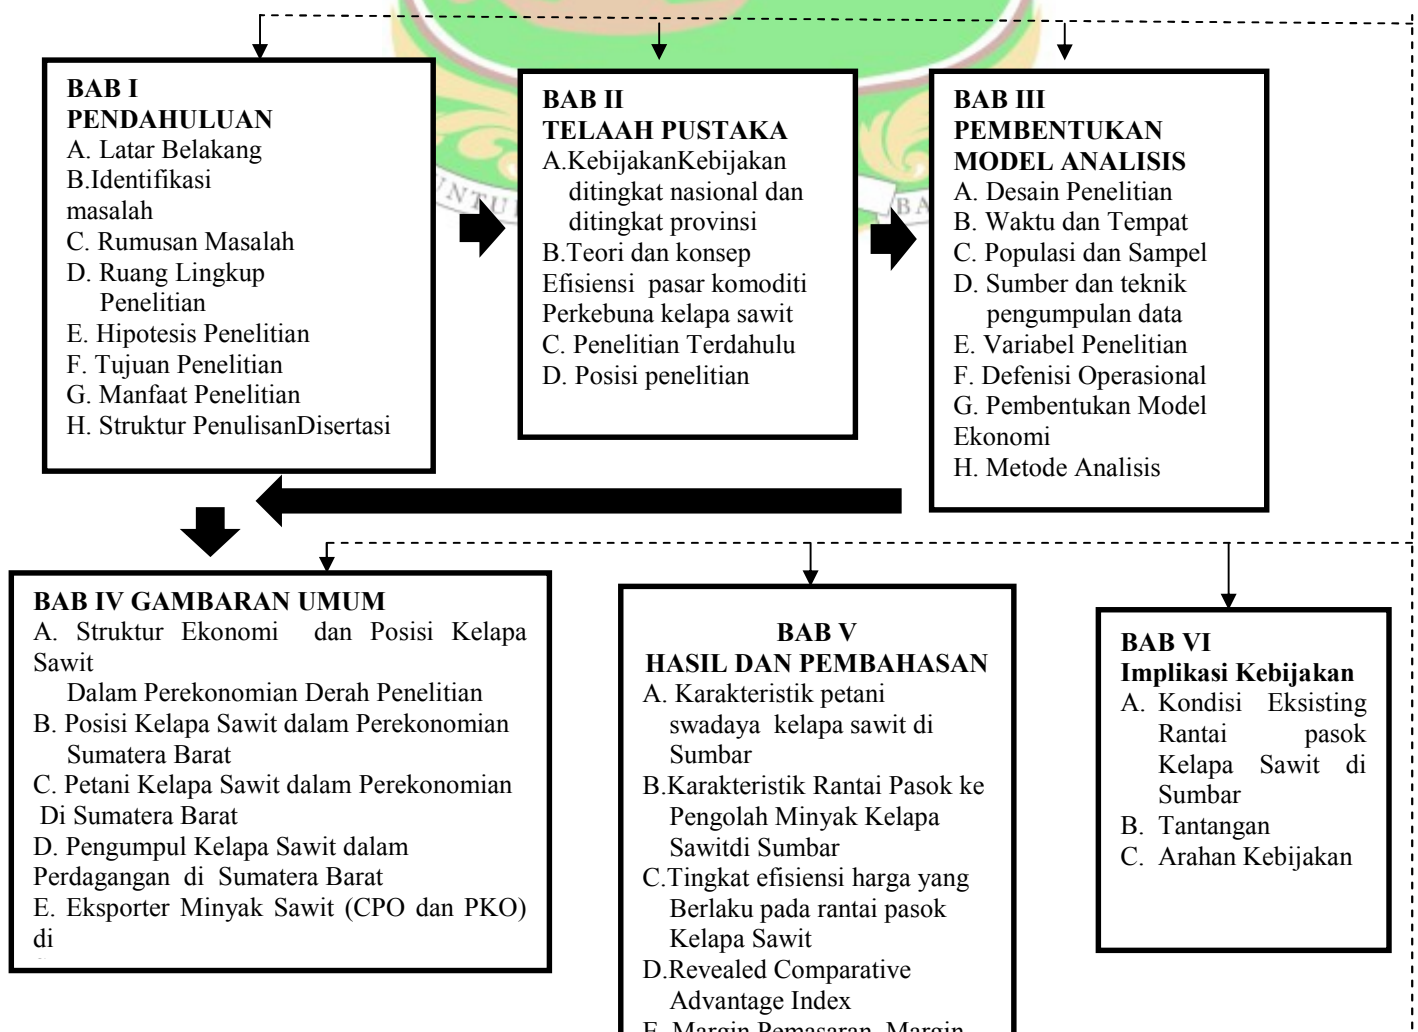 BAB I
PENDAHULUAN
A. Latar Belakang
B.Identifikasi
masalah
C. Rumusan Masalah
D. Ruang Lingkup
Penelitian
E. Hipotesis Penelitian
F. Tujuan Penelitian
G. Manfaat Penelitian
H. Struktur PenulisanDisertasi
BAB II
TELAAH PUSTAKA
A.KebijakanKebijakan
ditingkat nasional dan
ditingkat provinsi
B.Teori dan konsep
Efisiensi pasar komoditi
Perkebuna kelapa sawit
C. Penelitian Terdahulu
D. Posisi penelitian
BAB III
PEMBENTUKAN
MODEL ANALISIS
A. Desain Penelitian
B. Waktu dan Tempat
C. Populasi dan Sampel
D. Sumber dan teknik
pengumpulan data
E. Variabel Penelitian
F. Defenisi Operasional
G. Pembentukan Model
Ekonomi
H. Metode Analisis
BAB IV GAMBARAN UMUM
A. Struktur Ekonomi dan Posisi Kelapa
Sawit
Dalam Perekonomian Derah Penelitian
B. Posisi Kelapa Sawit dalam Perekonomian
Sumatera Barat
C. Petani Kelapa Sawit dalam Perekonomian
Di Sumatera Barat
D. Pengumpul Kelapa Sawit dalam
Perdagangan di Sumatera Barat
E. Eksporter Minyak Sawit (CPO dan PKO)
di
BAB V
HASIL DAN PEMBAHASAN
A. Karakteristik petani
swadaya kelapa sawit di
Sumbar
B.Karakteristik Rantai Pasok ke
Pengolah Minyak Kelapa
Sawitdi Sumbar
C.Tingkat efisiensi harga yang
Berlaku pada rantai pasok
Kelapa Sawit
D.Revealed Comparative
Advantage Index
E. Margin Pemasaran, Margin
BAB VI
Implikasi Kebijakan
A. Kondisi Eksisting
Rantai pasok
Kelapa Sawit di
Sumbar
B. Tantangan
C. Arahan Kebijakan